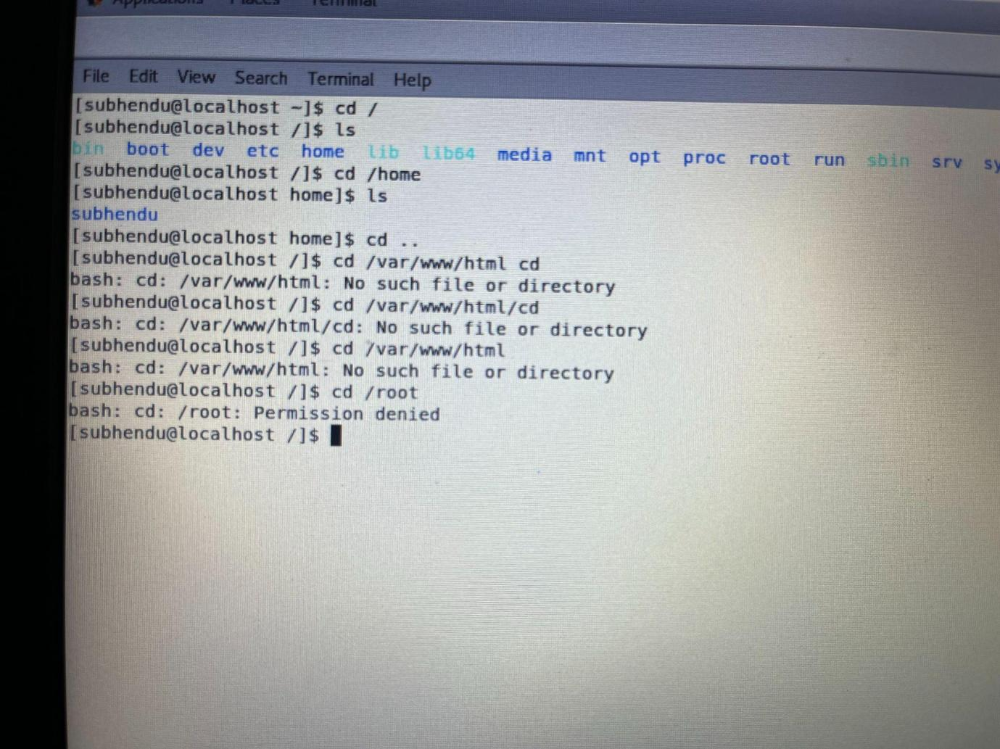 Applications Places Terminal
File Edit View Search Terminal Help
[subhendu@localhost ~]$ cd /
[subhendu@localhost /]$ ls
bin boot dev etc home lib lib64 media mnt opt proc root run sbin srv sy
[subhendu@localhost /]$ cd /home
[subhendu@localhost home]$ ls
subhendu
[subhendu@localhost home]$ cd ..
[subhendu@localhost /]$ cd /var/www/html cd
bash: cd: /var/www/html: No such file or directory
[subhendu@localhost /]$ cd /var/www/html/cd
bash: cd: /var/www/html/cd: No such file or directory
[subhendu@localhost /]$ cd /var/www/html
bash: cd: /var/www/html: No such file or directory
[subhendu@localhost /]$ cd /root
bash: cd: /root: Permission denied
[subhendu@localhost /]$